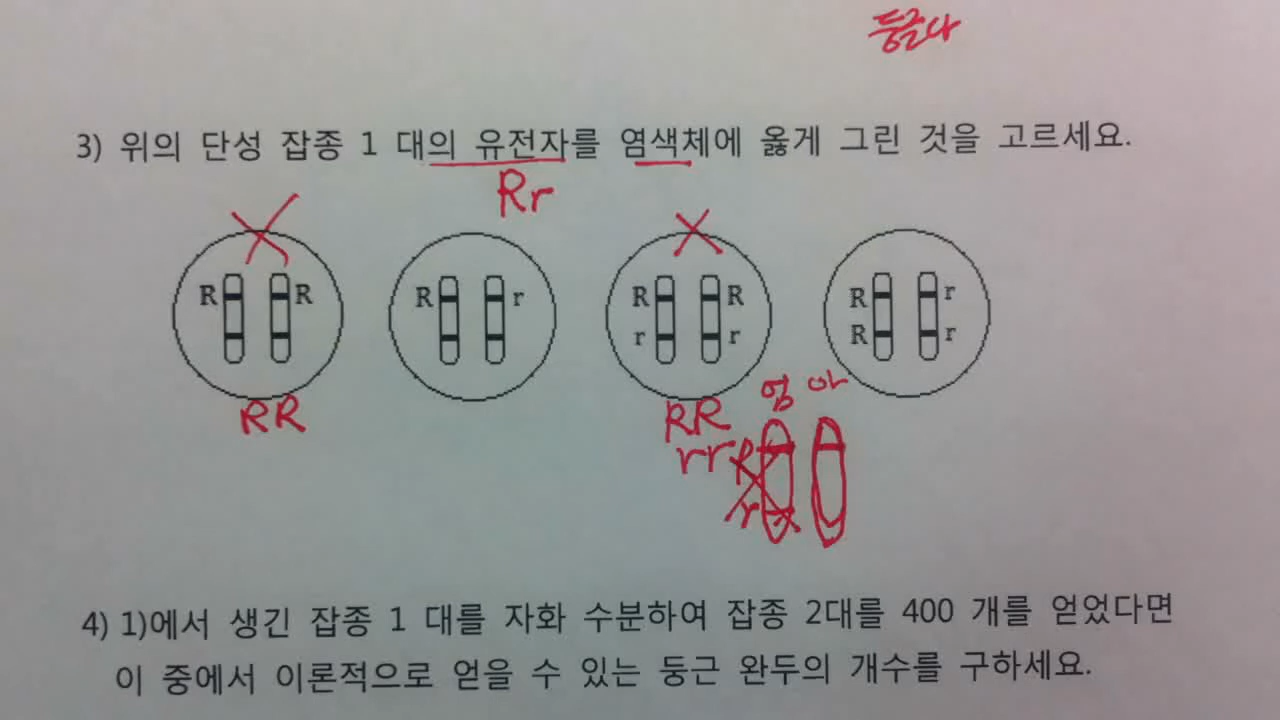 둥글다
3) 위의 단성 잡종 1 대의 유전자를 염색체에 옳게 그린 것을 고르세요.
Rr
R R R r R R R r
r r R r
RR RR 엄 아
rr R
r
4) 1)에서 생긴 잡종 1 대를 자화 수분하여 잡종 2대를 400 개를 얻었다면
이 중에서 이론적으로 얻을 수 있는 둥근 완두의 개수를 구하세요.